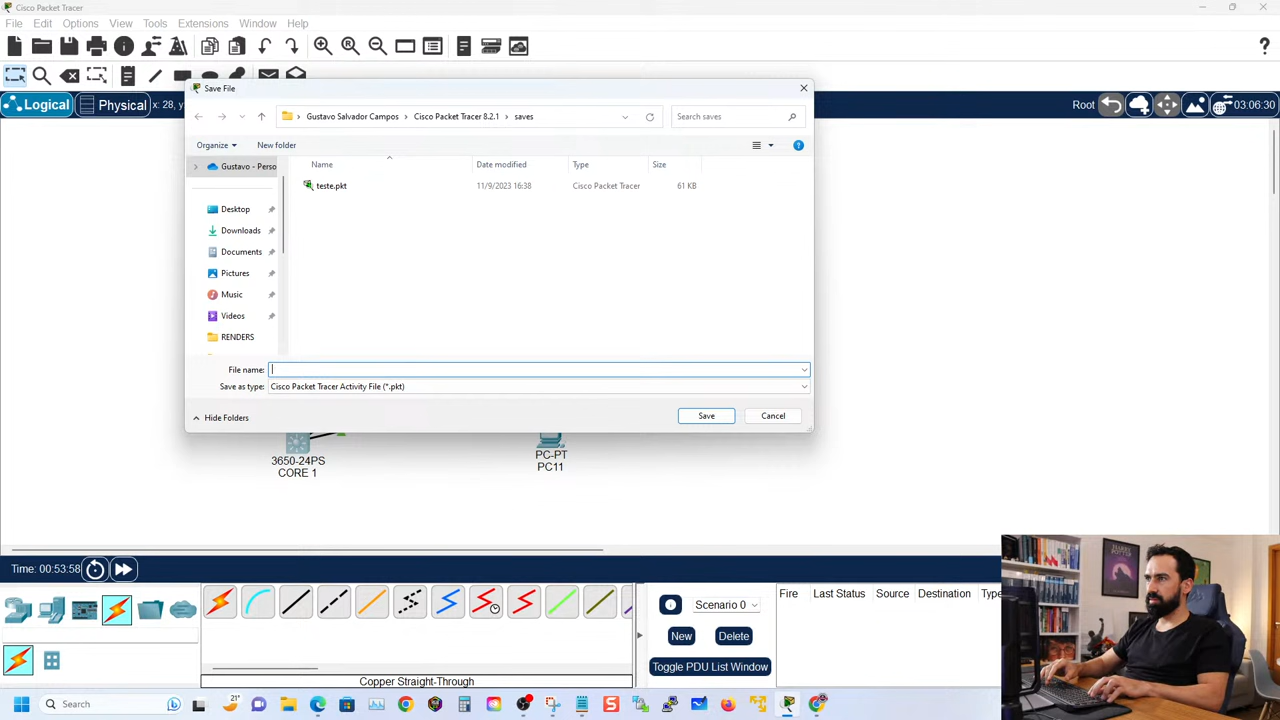 Cisco Packet Tracer
File Edit Options View Tools Extensions Window Help
Logical Physical x: 28, y Root 03:06:30
Save File
Gustavo Salvador Campos > Cisco Packet Tracer 8.2.1 > saves Search saves
Organize New folder
Gustavo - Perso Name Date modified Type Size
teste.pkt 11/9/2023 16:38 Cisco Packet Tracer 61 KB
Desktop
Downloads
Documents
Pictures
Music
Videos
RENDERS
File name:
Save as type: Cisco Packet Tracer Activity File (*.pkt)
Hide Folders Save Cancel
3650-24PS
CORE 1
PC-PT
PC11
Time: 00:53:58
Scenario 0 Fire Last Status Source Destination Type
New Delete
Toggle PDU List Window
Copper Straight-Through
Search 21°